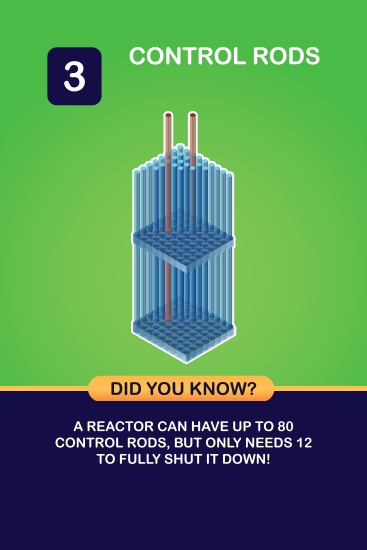 3
CONTROL RODS
DID YOU KNOW?
A REACTOR CAN HAVE UP TO 80
CONTROL RODS, BUT ONLY NEEDS 12
TO FULLY SHUT IT DOWN!